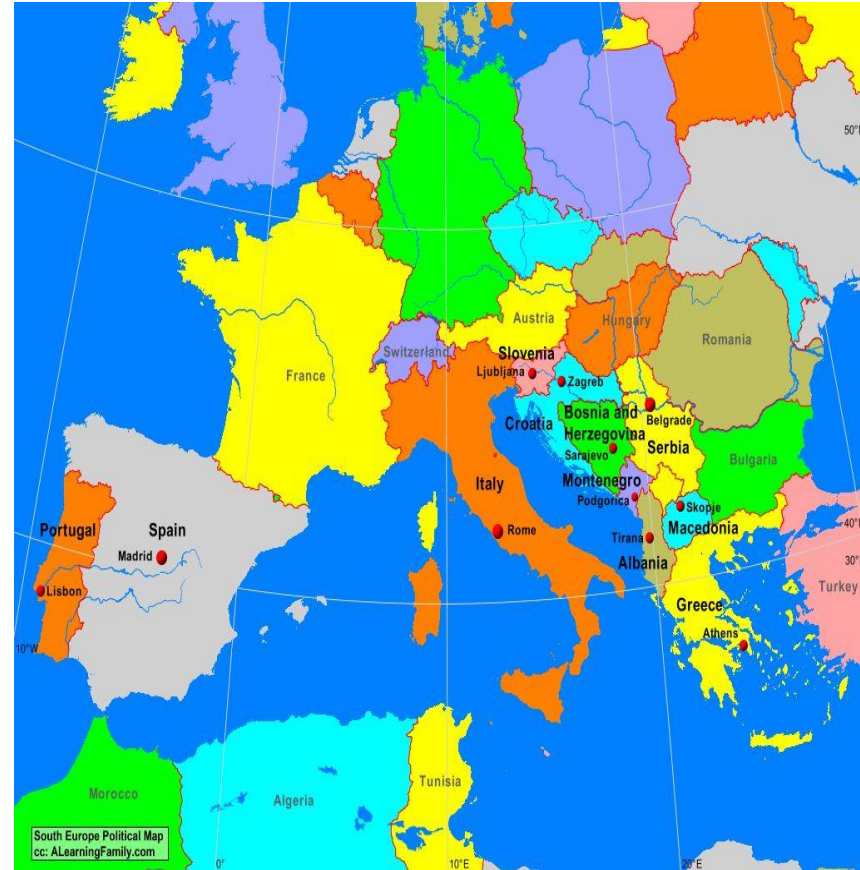 50°
Austria
Hungary
Romania
Switzerland
Slovenia
Ljubljana
Zagreb
France
Croatia
Bosnia and
Herzegovina
Belgrade
Sarajevo
Serbia
Bulgaria
Italy
Montenegro
Podgorica
Skopje
Macedonia
40°
Portugal
Spain
Madrid
Rome
Tirana
Albania
30°
Lisbon
Turkey
Greece
Athens
10°W
Morocco
Algeria
Tunisia
South Europe Political Map
cc: ALearningFamily.com
0°
10°E
20°E